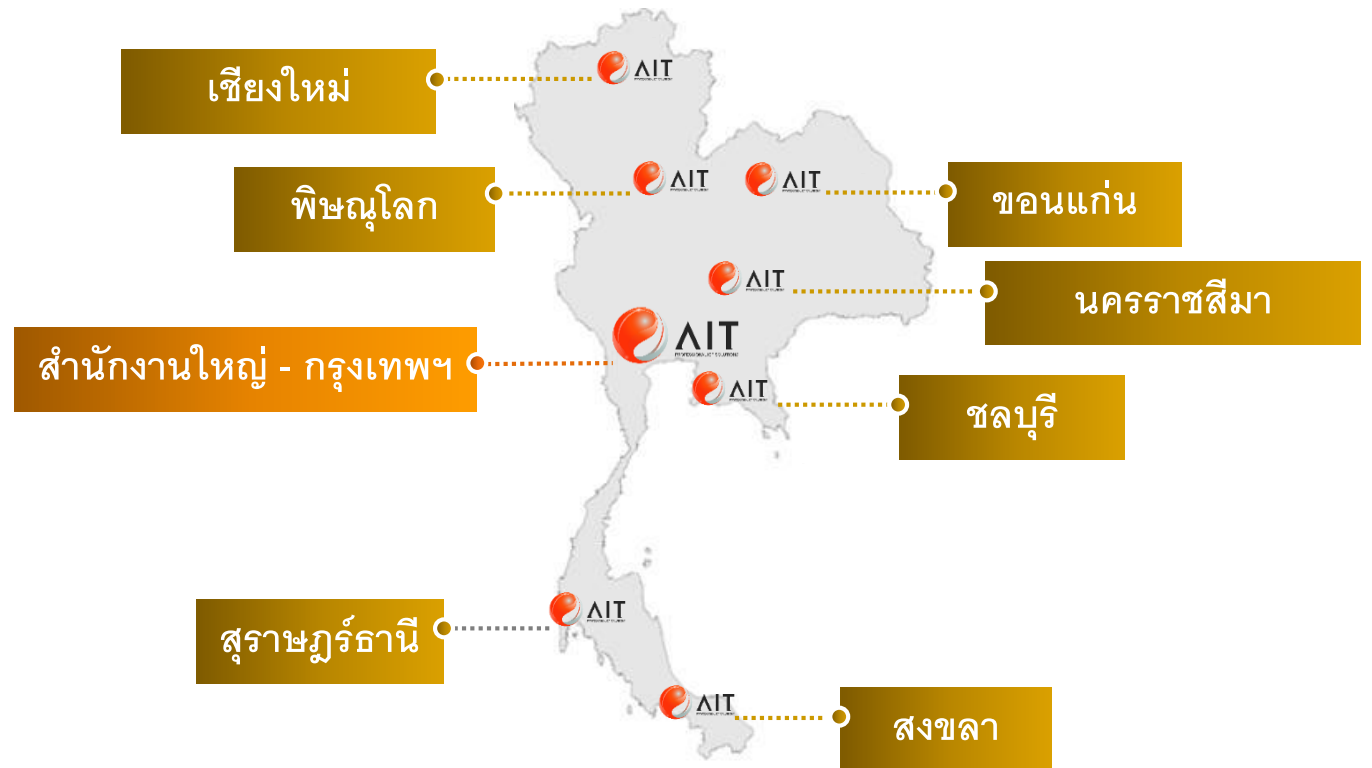 เชียงใหม่
AIT
พิษณุโลก
AIT
AIT
ขอนแก่น
AIT
นครราชสีมา
สำนักงานใหญ่ - กรุงเทพฯ
AIT
AIT
ชลบุรี
สุราษฎร์ธานี
AIT
AIT
สงขลา